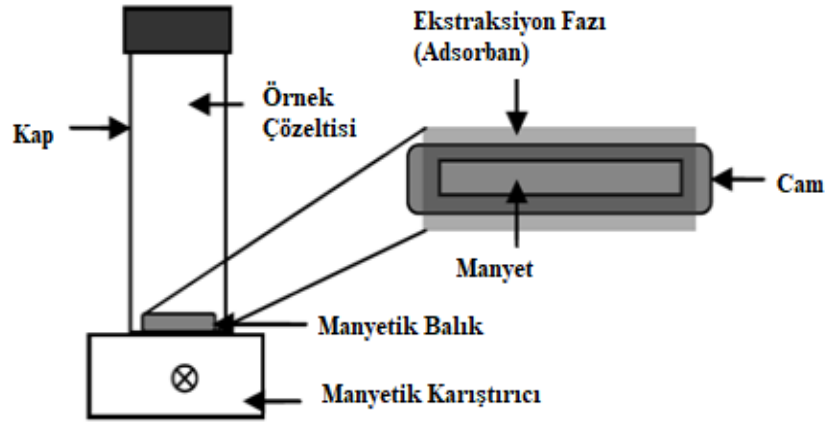 Ekstraksiyon Fazı
(Adsorban)
Örnek
Çözeltisi
Kap
Cam
Manyet
Manyetik Balık
Manyetik Karıştırıcı